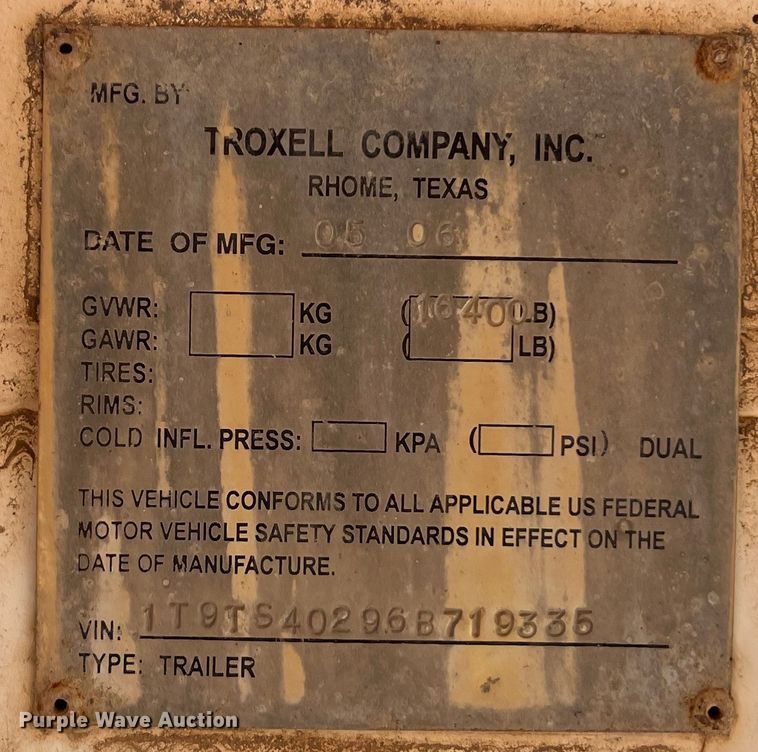 MFG. BY
TROXELL COMPANY, INC.
RHOME, TEXAS
DATE OF MFG: 05 06
GVWR: KG (16400LB)
GAWR: KG ( LB)
TIRES:
RIMS:
COLD INFL. PRESS: KPA ( PSI) DUAL
THIS VEHICLE CONFORMS TO ALL APPLICABLE US FEDERAL
MOTOR VEHICLE SAFETY STANDARDS IN EFFECT ON THE
DATE OF MANUFACTURE.
VIN: 1T9TS40296B719335
TYPE: TRAILER
Purple Wave Auction